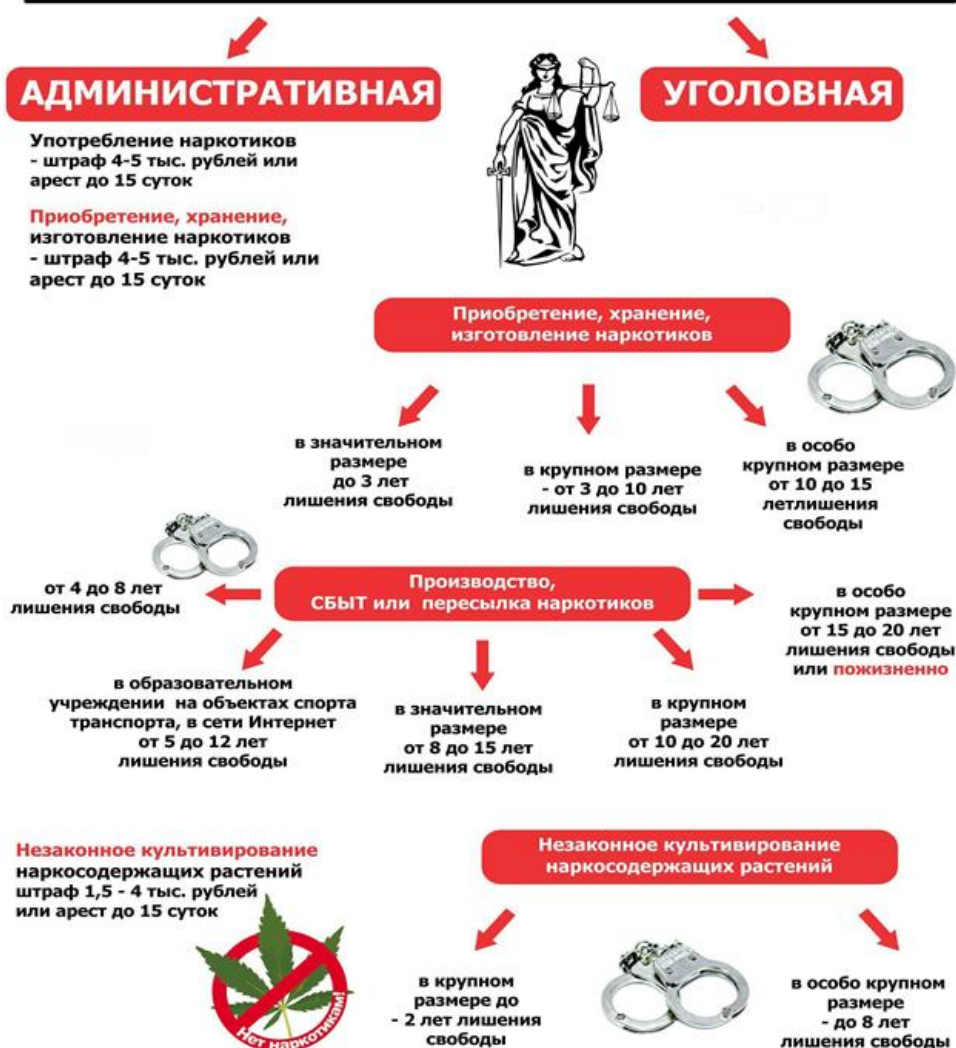 АДМИНИСТРАТИВНАЯ
УГОЛОВНАЯ
Употребление наркотиков
- штраф 4-5 тыс. рублей или
арест до 15 суток
Приобретение, хранение,
изготовление наркотиков
- штраф 4-5 тыс. рублей или
арест до 15 суток
Приобретение, хранение,
изготовление наркотиков
в значительном
размере
до 3 лет
лишения свободы
в крупном размере
- от 3 до 10 лет
лишения свободы
в особо
крупном размере
от 10 до 15
летлишения
свободы
Производство,
СБЫТ или пересылка наркотиков
от 4 до 8 лет
лишения свободы
в образовательном
учреждении на объектах спорта
транспорта, в сети Интернет
от 5 до 12 лет
лишения свободы
в значительном
размере
от 8 до 15 лет
лишения свободы
в крупном
размере
от 10 до 20 лет
лишения свободы
в особо
крупном размере
от 15 до 20 лет
лишения свободы
или пожизненно
Незаконное культивирование
наркосодержащих растений
штраф 1,5 - 4 тыс. рублей
или арест до 15 суток
Нет наркотикам!
Незаконное культивирование
наркосодержащих растений
в крупном
размере до
- 2 лет лишения
свободы
в особо крупном
размере
- до 8 лет
лишения свободы